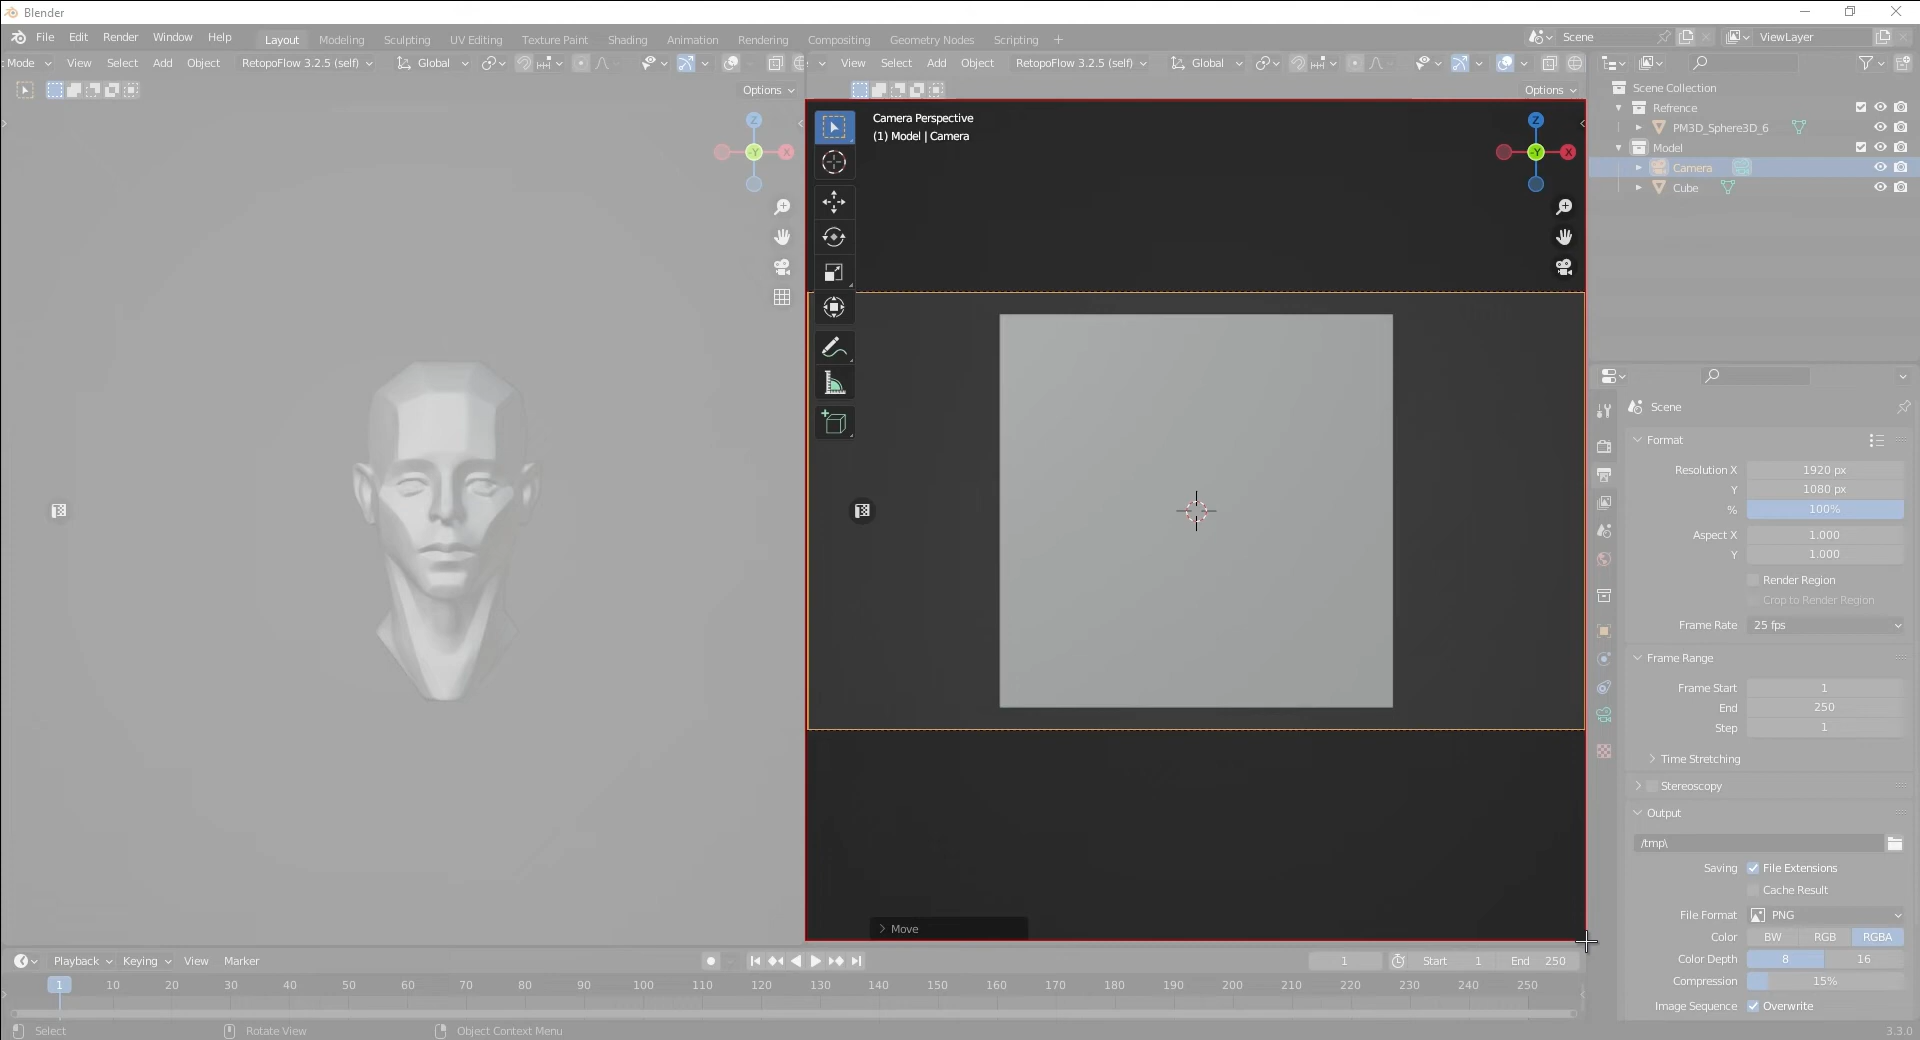 Blender
File Edit Render Window Help Layout Modeling Sculpting UV Editing Texture Paint Shading Animation Rendering Compositing Geometry Nodes Scripting + Scene ViewLayer
Mode View Select Add Object RetopoFlow 3.2.5 (self) Global View Select Add Object RetopoFlow 3.2.5 (self) Global
Options Options
Camera Perspective
(1) Model | Camera
Z
-Y X
Z
-Y X
Move
Scene Collection
Refrence
PM3D_Sphere3D_6
Model
Camera
Cube
Scene
Format
Resolution X 1920 px
Y 1080 px
% 100%
Aspect X 1.000
Y 1.000
Render Region
Crop to Render Region
Frame Rate 25 fps
Frame Range
Frame Start 1
End 250
Step 1
Time Stretching
Stereoscopy
Output
/tmp\
Saving File Extensions
Cache Result
File Format PNG
Color BW RGB RGBA
Color Depth 8 16
Compression 15%
Image Sequence Overwrite
Playback Keying View Marker 1 Start 1 End 250
1 10 20 30 40 50 60 70 80 90 100 110 120 130 140 150 160 170 180 190 200 210 220 230 240 250
Select Rotate View Object Context Menu 3.3.0